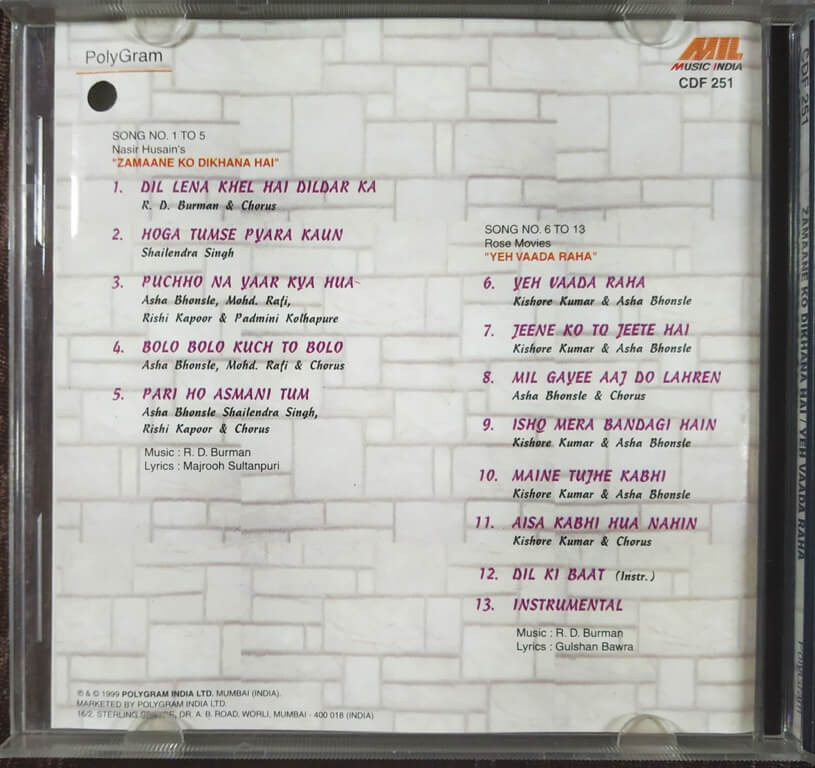 PolyGram
MIL
MUSIC INDIA
CDF 251
SONG NO. 1 TO 5
Nasir Husain's
"ZAMAANE KO DIKHANA HAI"
1. DIL LENA KHEL HAI DILDAR KA
R. D. Burman & Chorus
2. HOGA TUMSE PYARA KAUN
Shailendra Singh
3. PUCHHO NA YAAR KYA HUA
Asha Bhonsle, Mohd. Rafi,
Rishi Kapoor & Padmini Kolhapure
4. BOLO BOLO KUCH TO BOLO
Asha Bhonsle, Mohd. Rafi & Chorus
5. PARI HO ASMANI TUM
Asha Bhonsle Shailendra Singh,
Rishi Kapoor & Chorus
Music : R. D. Burman
Lyrics : Majrooh Sultanpuri
SONG NO. 6 TO 13
Rose Movies
"YEH VAADA RAHA"
6. YEH VAADA RAHA
Kishore Kumar & Asha Bhonsle
7. JEENE KO TO JEETE HAI
Kishore Kumar & Asha Bhonsle
8. MIL GAYEE AAJ DO LAHREN
Asha Bhonsle & Chorus
9. ISHQ MERA BANDAGI HAIN
Kishore Kumar & Asha Bhonsle
10. MAINE TUJHE KABHI
Kishore Kumar & Asha Bhonsle
11. AISA KABHI HUA NAHIN
Kishore Kumar & Chorus
12. DIL KI BAAT (Instr.)
13. INSTRUMENTAL
Music : R. D. Burman
Lyrics : Gulshan Bawra
℗ & © 1999 POLYGRAM INDIA LTD. MUMBAI (INDIA).
MARKETED BY POLYGRAM INDIA LTD.
16/2, STERLING DR. A. B. ROAD, WORLI, MUMBAI - 400 018 (INDIA)
CDF 251
ZAMAANE KO DIKHANA HAI / YEH VAADA RAHA